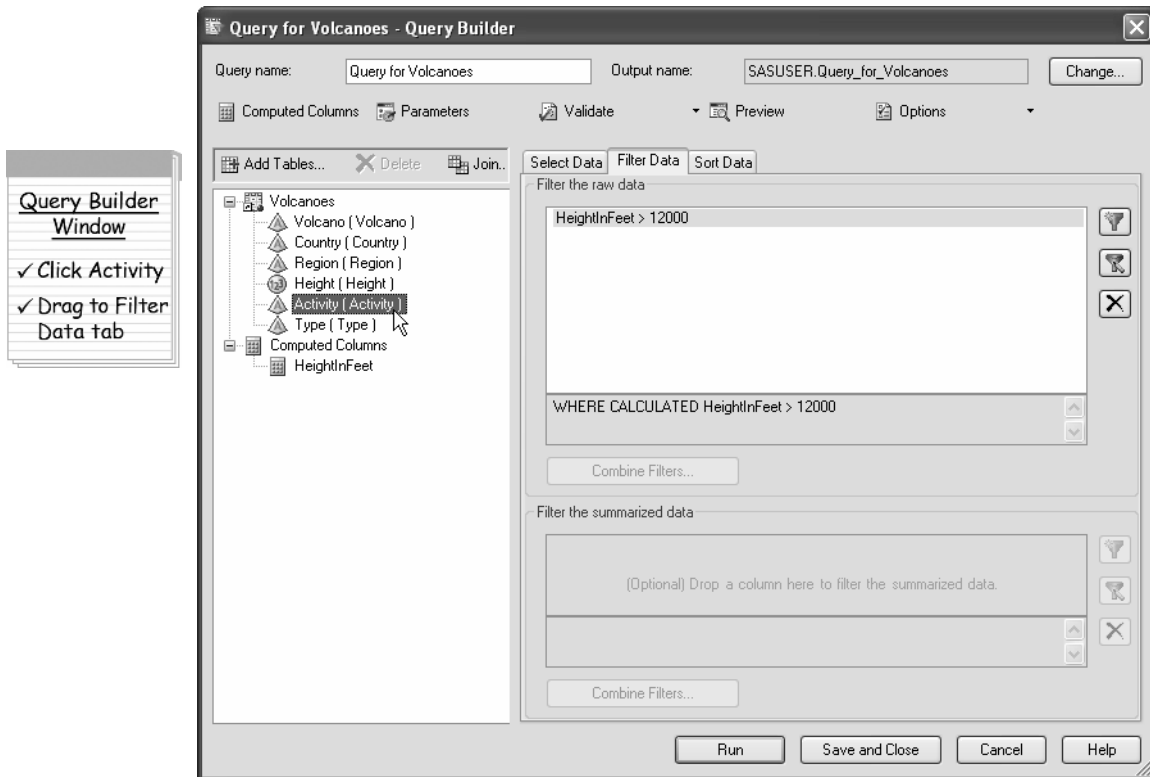 Query Builder
Window
✓ Click Activity
✓ Drag to Filter
Data tab
Query for Volcanoes - Query Builder
Query name: Query for Volcanoes Output name: SASUSER.Query_for_Volcanoes Change...
Computed Columns Parameters Validate Preview Options
Add Tables... Delete Join..
Volcanoes
Volcano ( Volcano )
Country ( Country )
Region ( Region )
Height ( Height )
Activity ( Activity )
Type ( Type )
Computed Columns
HeightInFeet
Select Data Filter Data Sort Data
Filter the raw data
HeightInFeet > 12000
WHERE CALCULATED HeightInFeet > 12000
Combine Filters...
Filter the summarized data
(Optional) Drop a column here to filter the summarized data.
Combine Filters...
Run Save and Close Cancel Help